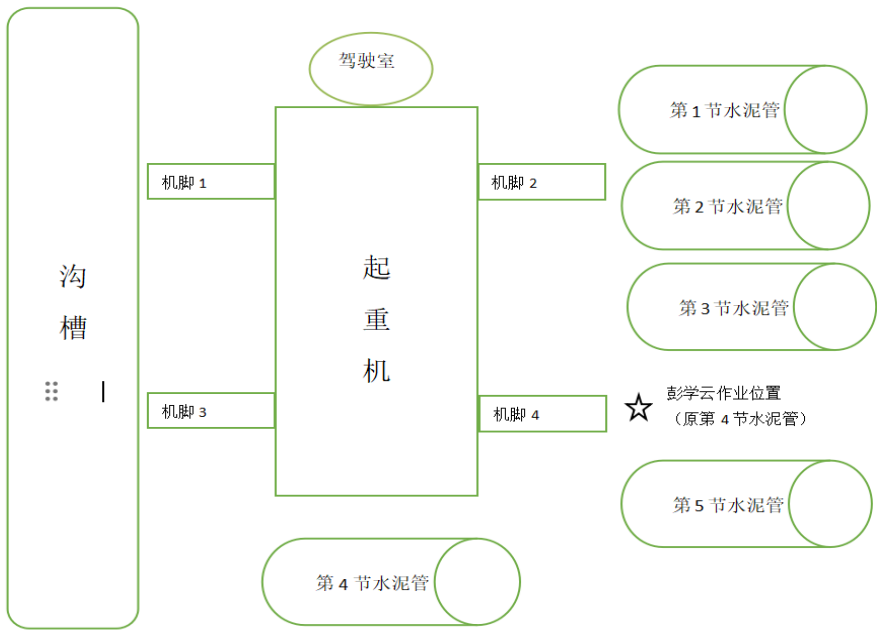 驾驶室
第1节水泥管
机脚 1
机脚 2
第2节水泥管
沟
槽
起
重
机
第3节水泥管
机脚 3
机脚 4
彭学云作业位置
（原第 4 节水泥管）
第5节水泥管
第 4 节水泥管